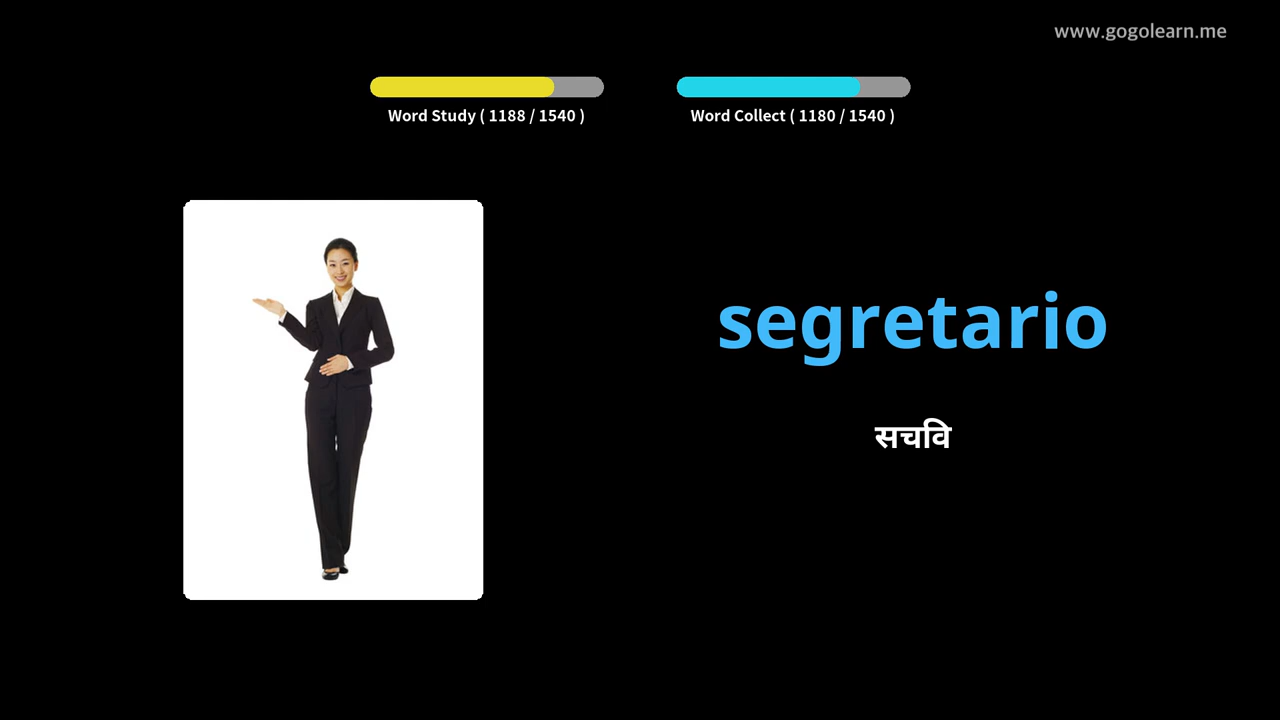 www.gogolearn.me
Word Study ( 1188 / 1540 )
Word Collect ( 1180 / 1540 )
segretario
सचवि